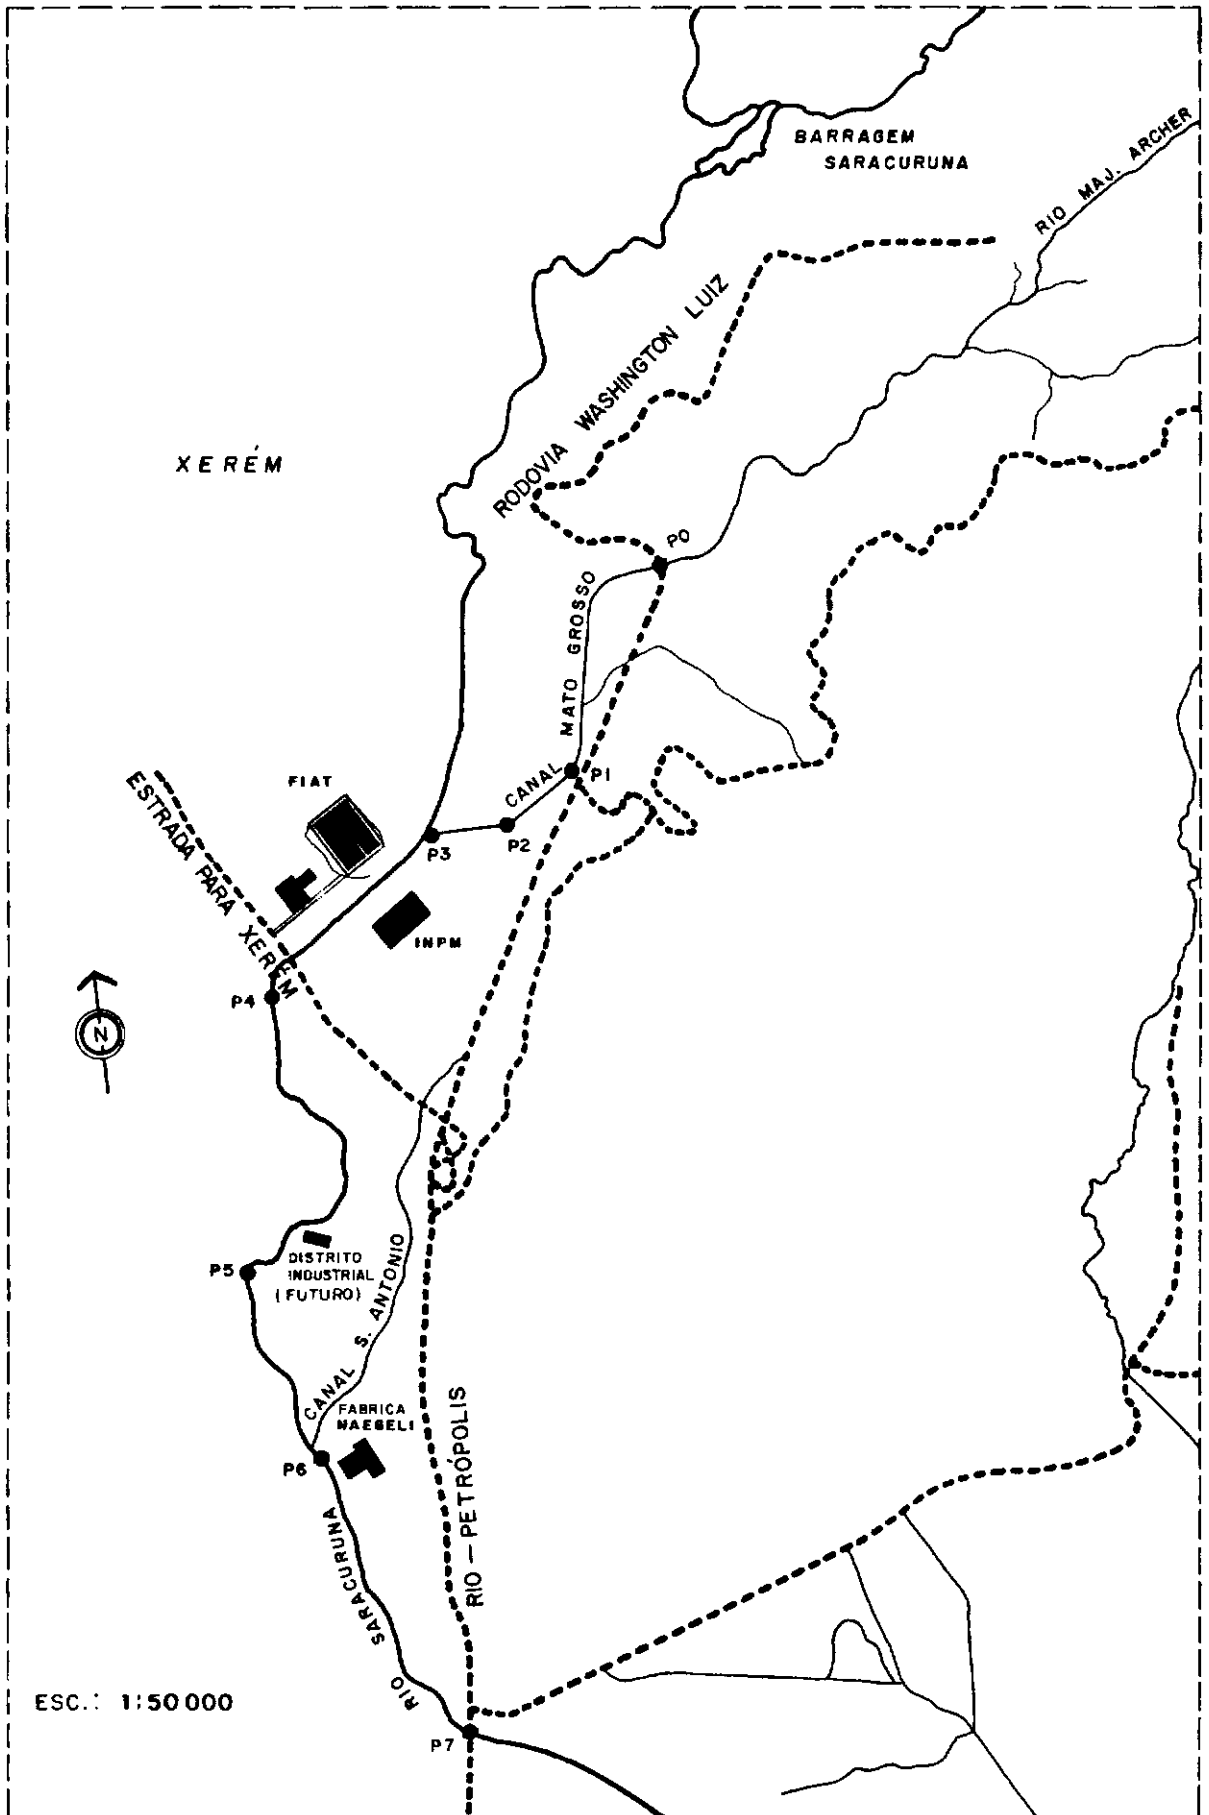 BARRAGEM
SARACURUNA
RIO MAJ. ARCHER
RODOVIA WASHINGTON LUIZ
XERÉM
P0
MATO GROSSO
CANAL
P1
FIAT
P2
P3
ESTRADA PARA XERÉM
XERÉM
INPM
P4
N
P5
DISTRITO
INDUSTRIAL
(FUTURO)
CANAL S. ANTONIO
FABRICA
NAEGELI
P6
RIO SARACURUNA
RIO — PETRÓPOLIS
ESC.: 1:50000
P7